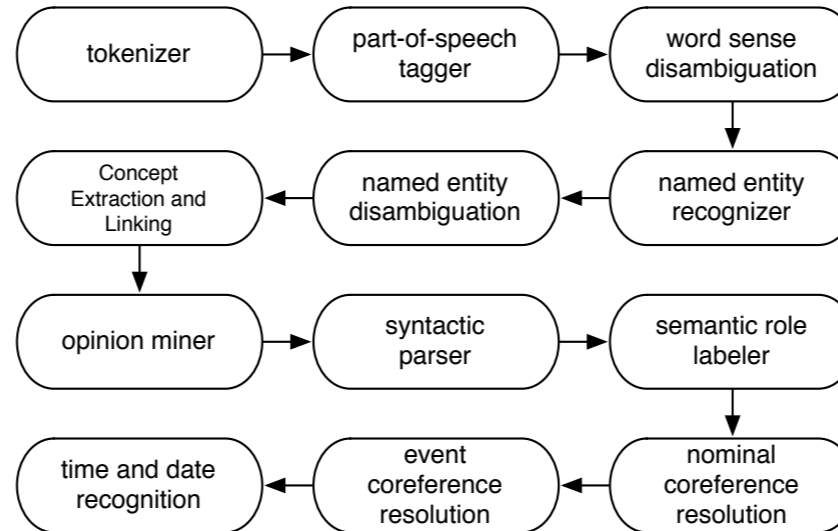 tokenizer
part-of-speech
tagger
word sense
disambiguation
Concept
Extraction and
Linking
named entity
disambiguation
named entity
recognizer
opinion miner
syntactic
parser
semantic role
labeler
time and date
recognition
event
coreference
resolution
nominal
coreference
resolution